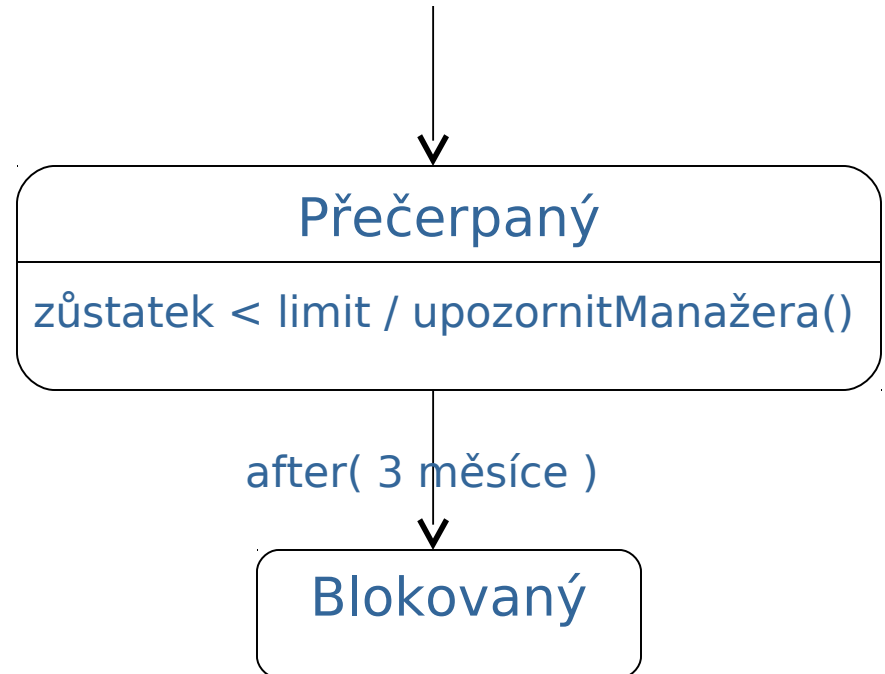 Přečerpaný
zůstatek < limit / upozornitManažera()
after( 3 měsíce )
Blokovaný